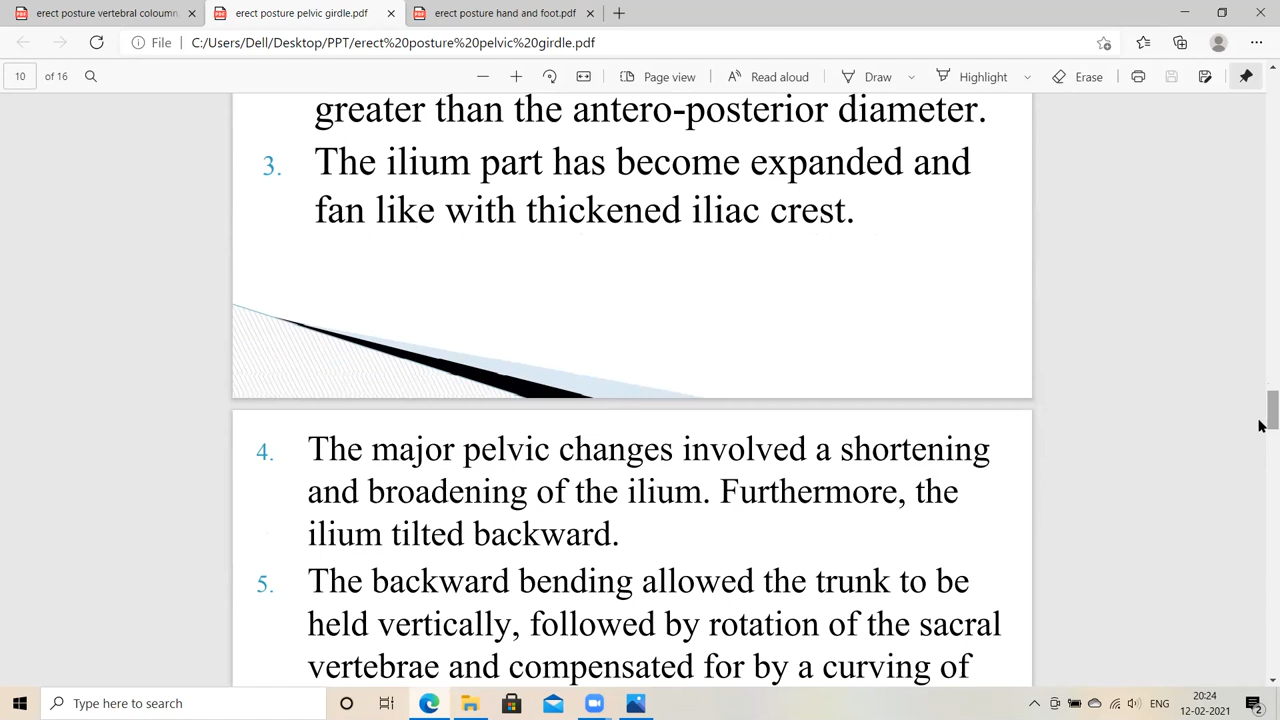 erect posture vertebral coloumn
erect posture pelvic girdle.pdf
erect posture hand and foot.pdf
File
C:/Users/Dell/Desktop/PPT/erect%20posture%20pelvic%20girdle.pdf
10 of 16
Page view
Read aloud
Draw
Highlight
Erase
greater than the antero-posterior diameter.
3. The ilium part has become expanded and
fan like with thickened iliac crest.
4. The major pelvic changes involved a shortening
and broadening of the ilium. Furthermore, the
ilium tilted backward.
5. The backward bending allowed the trunk to be
held vertically, followed by rotation of the sacral
vertebrae and compensated for by a curving of
Type here to search
ENG
20:24
12-02-2021
2